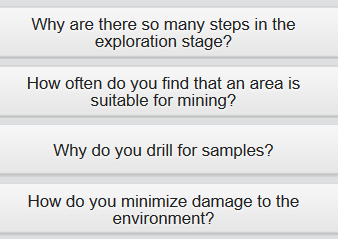 Why are there so many steps in the
exploration stage?
How often do you find that an area is
suitable for mining?
Why do you drill for samples?
How do you minimize damage to the
environment?